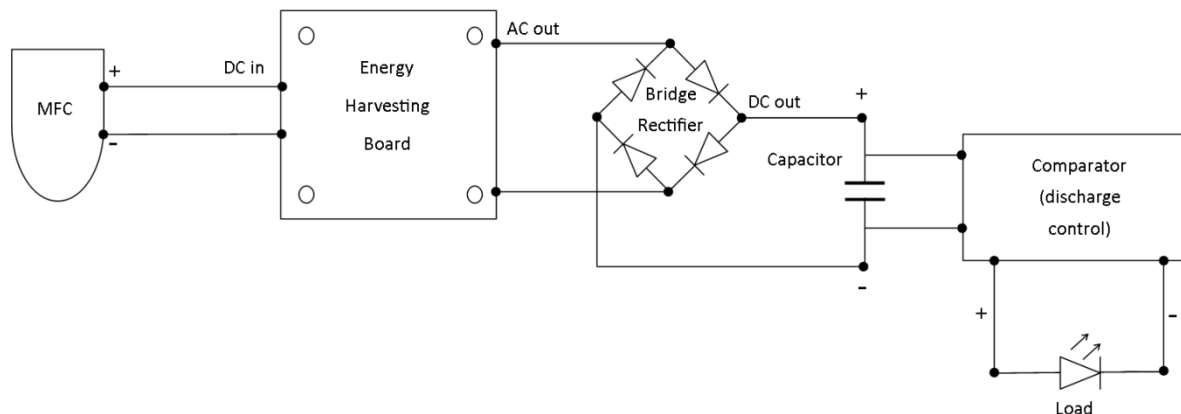 MFC
+
-
DC in
Energy
Harvesting
Board
AC out
Bridge
Rectifier
DC out
+
Capacitor
-
Comparator
(discharge
control)
+
-
Load